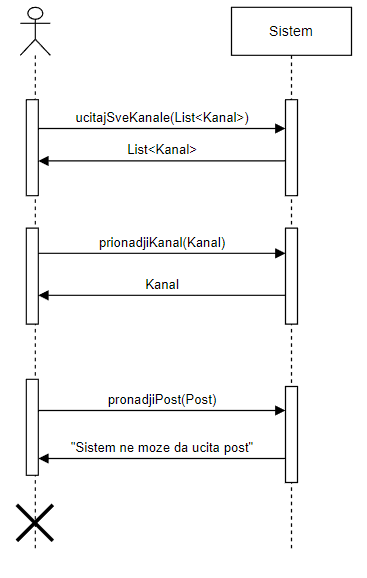 Sistem
ucitajSveKanale(List<Kanal>)
List<Kanal>
prionadjiKanal(Kanal)
Kanal
pronadjiPost(Post)
"Sistem ne moze da ucita post"